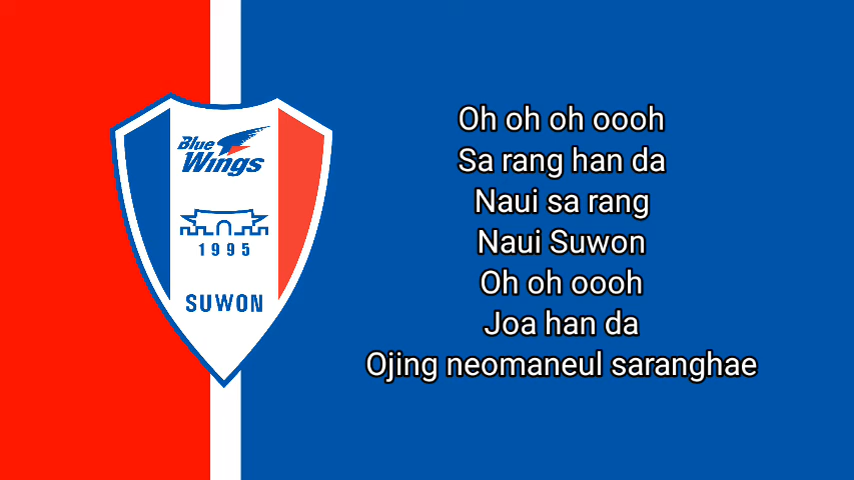 Blue
Wings
1995
SUWON
Oh oh oh oooh
Sa rang han da
Naui sa rang
Naui Suwon
Oh oh oooh
Joa han da
Ojing neomaneul saranghae